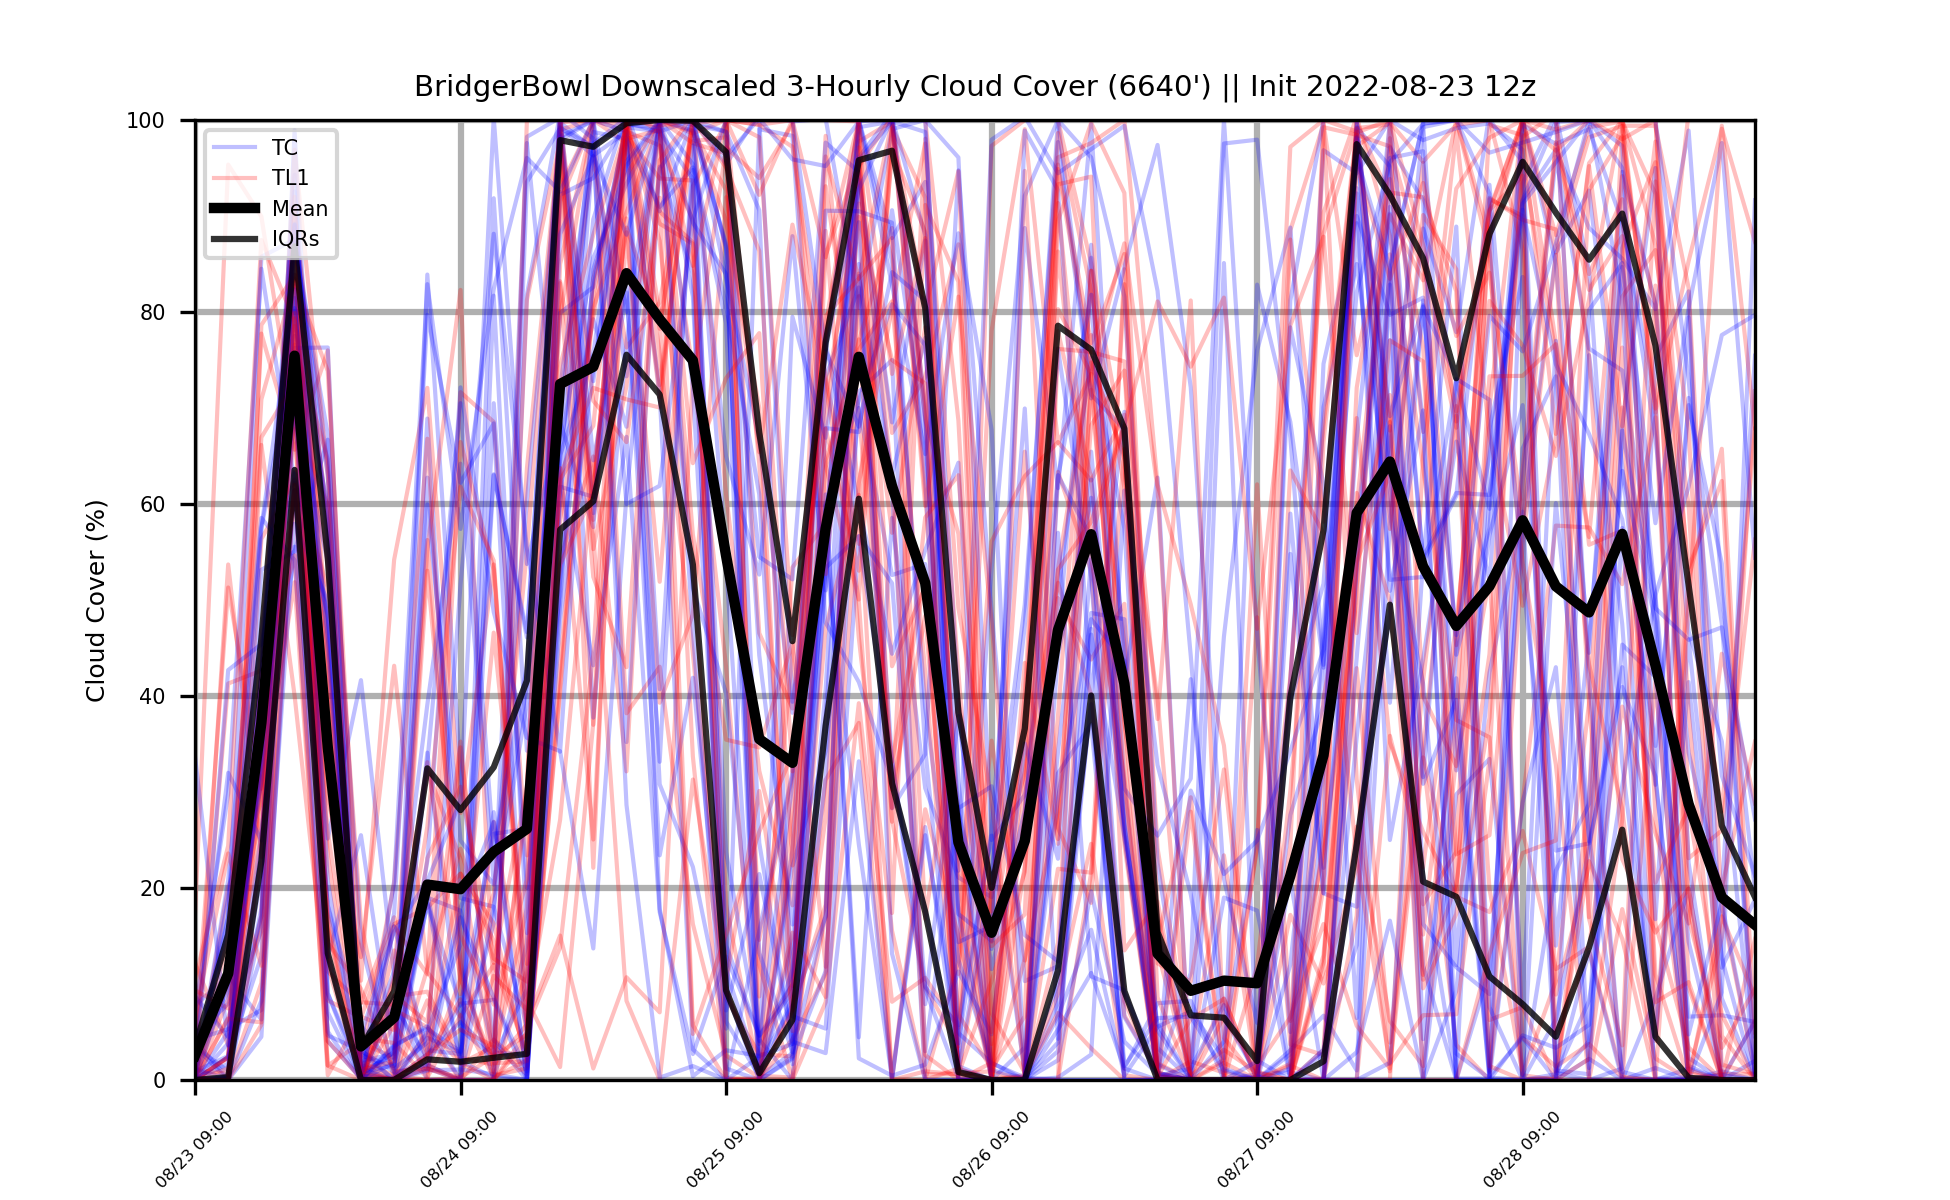 BridgerBowl Downscaled 3-Hourly Cloud Cover (6640') || Init 2022-08-23 12z
TC
TL1
Mean
IQRs
Cloud Cover (%)
100
80
60
40
20
0
08/23 09:00
08/24 09:00
08/25 09:00
08/26 09:00
08/27 09:00
08/28 09:00